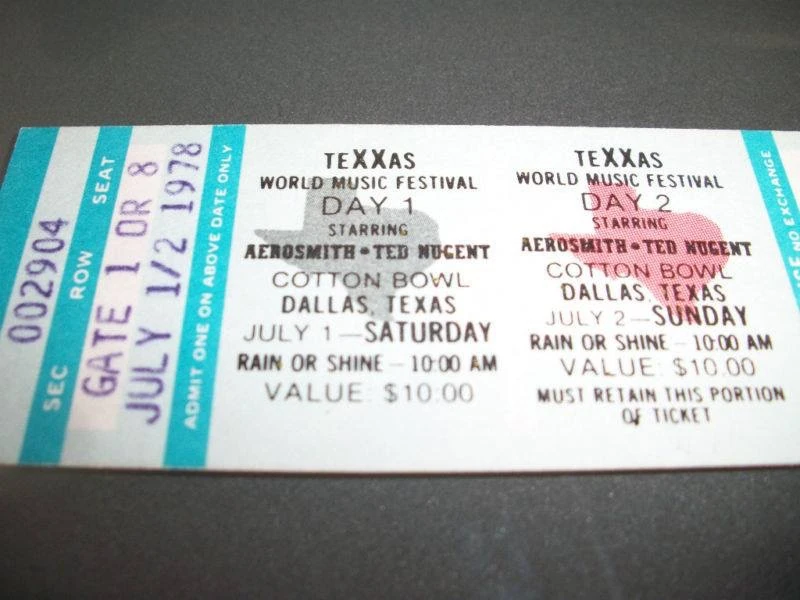 002904
SEC ROW SEAT
GATE 1 OR 8
JULY 1/2 1978
ADMIT ONE ON ABOVE DATE ONLY
TEXXAS
WORLD MUSIC FESTIVAL
DAY 1
STARRING
AEROSMITH • TED NUGENT
COTTON BOWL
DALLAS, TEXAS
JULY 1—SATURDAY
RAIN OR SHINE - 10:00 AM
VALUE: $10.00
TEXXAS
WORLD MUSIC FESTIVAL
DAY 2
STARRING
AEROSMITH • TED NUGENT
COTTON BOWL
DALLAS, TEXAS
JULY 2—SUNDAY
RAIN OR SHINE - 10:00 AM
VALUE: $10.00
MUST RETAIN THIS PORTION
OF TICKET
NO EXCHANGE